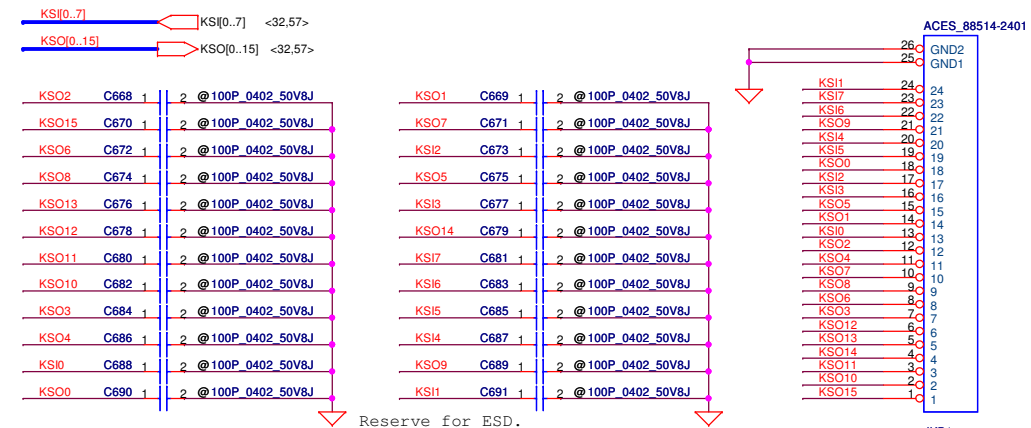 KSI[0..7] KSI[0..7] <32,57>
KSO[0..15] KSO[0..15] <32,57>
KSO2 C668 1 2 @100P_0402_50V8J
KSO15 C670 1 2 @100P_0402_50V8J
KSO6 C672 1 2 @100P_0402_50V8J
KSO8 C674 1 2 @100P_0402_50V8J
KSO13 C676 1 2 @100P_0402_50V8J
KSO12 C678 1 2 @100P_0402_50V8J
KSO11 C680 1 2 @100P_0402_50V8J
KSO10 C682 1 2 @100P_0402_50V8J
KSO3 C684 1 2 @100P_0402_50V8J
KSO4 C686 1 2 @100P_0402_50V8J
KSI0 C688 1 2 @100P_0402_50V8J
KSO0 C690 1 2 @100P_0402_50V8J
KSO1 C669 1 2 @100P_0402_50V8J
KSO7 C671 1 2 @100P_0402_50V8J
KSI2 C673 1 2 @100P_0402_50V8J
KSO5 C675 1 2 @100P_0402_50V8J
KSI3 C677 1 2 @100P_0402_50V8J
KSO14 C679 1 2 @100P_0402_50V8J
KSI7 C681 1 2 @100P_0402_50V8J
KSI6 C683 1 2 @100P_0402_50V8J
KSI5 C685 1 2 @100P_0402_50V8J
KSI4 C687 1 2 @100P_0402_50V8J
KSO9 C689 1 2 @100P_0402_50V8J
KSI1 C691 1 2 @100P_0402_50V8J
Reserve for ESD.
ACES_88514-2401
26 GND2
25 GND1
KSI1 24 24
KSI7 23 23
KSI6 22 22
KSO9 21 21
KSI4 20 20
KSI5 19 19
KSO0 18 18
KSI2 17 17
KSI3 16 16
KSO5 15 15
KSO1 14 14
KSI0 13 13
KSO2 12 12
KSO4 11 11
KSO7 10 10
KSO8 9 9
KSO6 8 8
KSO3 7 7
KSO12 6 6
KSO13 5 5
KSO14 4 4
KSO11 3 3
KSO10 2 2
KSO15 1 1